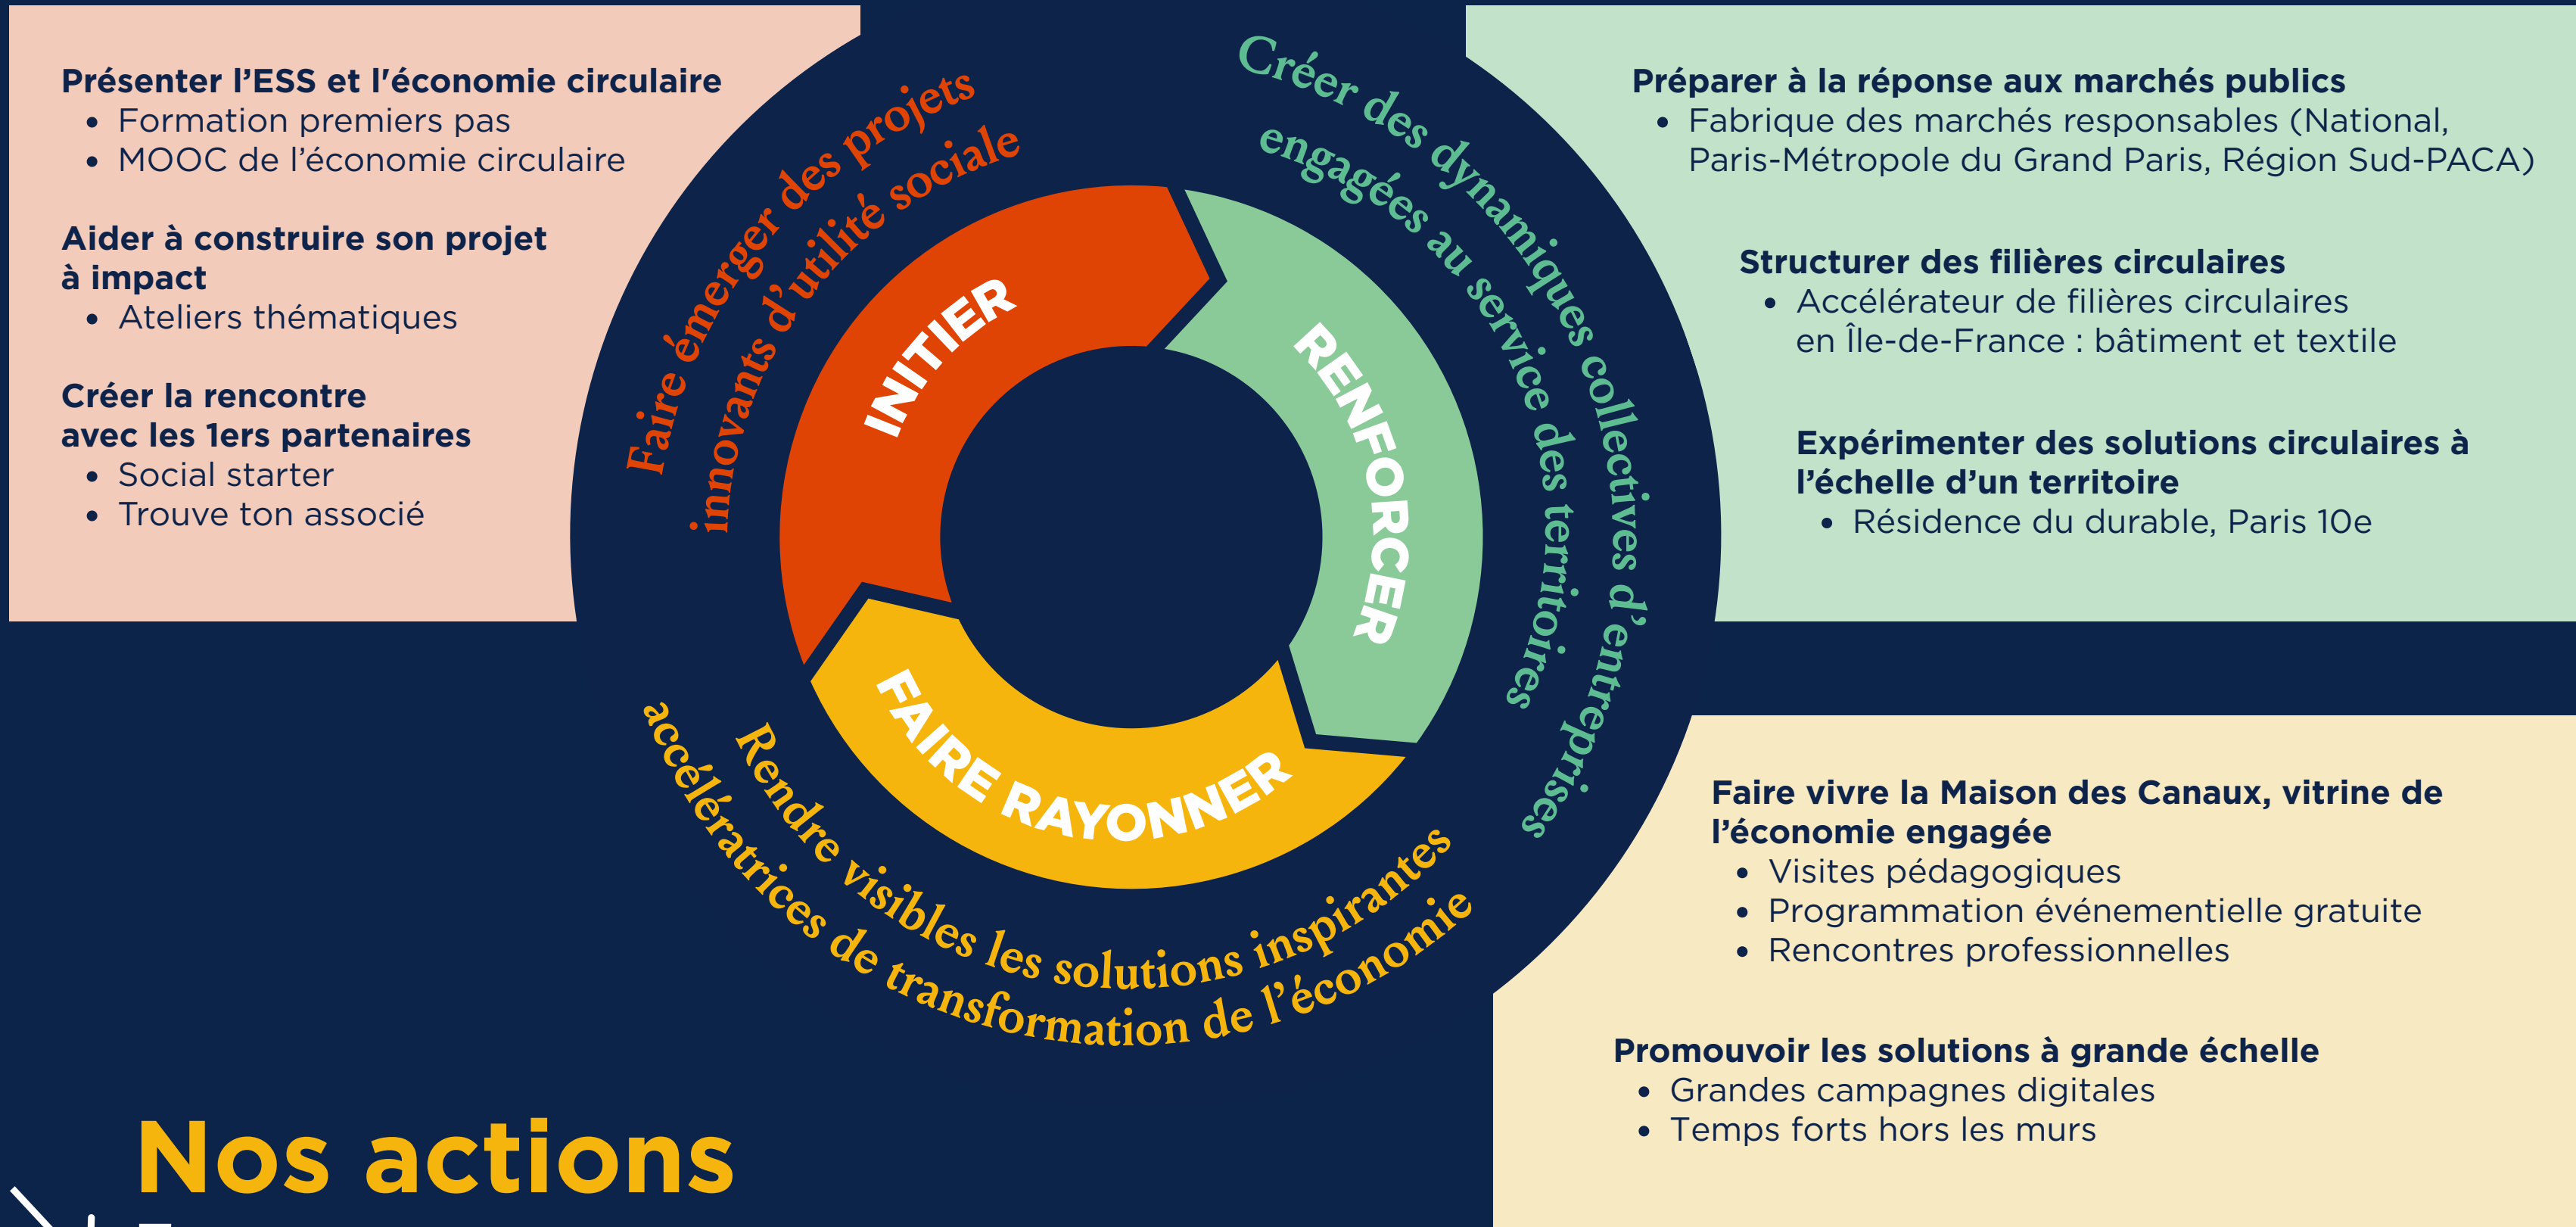 Présenter l’ESS et l'économie circulaire
• Formation premiers pas
• MOOC de l’économie circulaire
Aider à construire son projet
à impact
• Ateliers thématiques
Créer la rencontre
avec les 1ers partenaires
• Social starter
• Trouve ton associé
Faire émerger des projets
innovants d’utilité sociale
INITIER
Créer des dynamiques collectives d’entreprises
engagées au service des territoires
RENFORCER
Préparer à la réponse aux marchés publics
• Fabrique des marchés responsables (National,
Paris-Métropole du Grand Paris, Région Sud-PACA)
Structurer des filières circulaires
• Accélérateur de filières circulaires
en Île-de-France : bâtiment et textile
Expérimenter des solutions circulaires à
l’échelle d’un territoire
• Résidence du durable, Paris 10e
FAIRE RAYONNER
Rendre visibles les solutions inspirantes
accélératrices de transformation de l’économie
Faire vivre la Maison des Canaux, vitrine de
l’économie engagée
• Visites pédagogiques
• Programmation événementielle gratuite
• Rencontres professionnelles
Promouvoir les solutions à grande échelle
• Grandes campagnes digitales
• Temps forts hors les murs
Nos actions